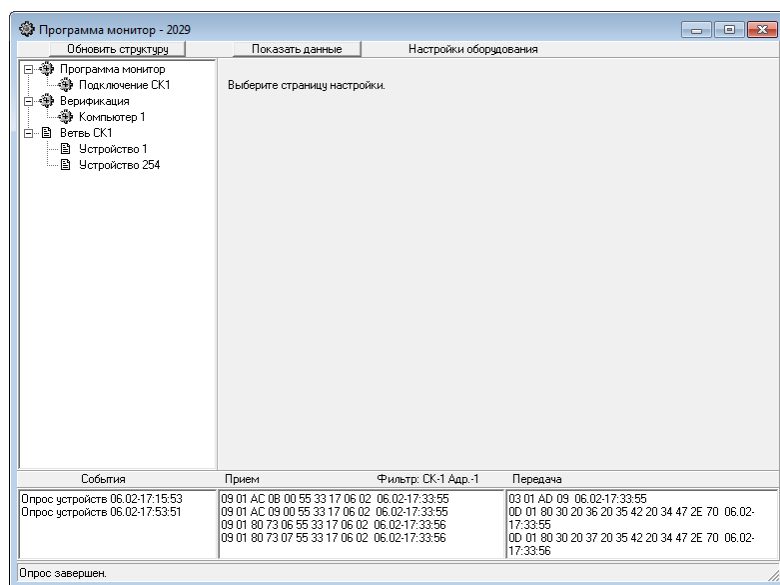 Программа монитор - 2029
Обновить структуру Показать данные Настройки оборудования
Программа монитор
Подключение СК1
Верификация
Компьютер 1
Ветвь СК1
Устройство 1
Устройство 254
Выберите страницу настройки.
События Прием Фильтр: СК-1 Адр.-1 Передача
Опрос устройств 06.02-17:15:53
Опрос устройств 06.02-17:53:51
09 01 AC 0B 00 55 33 17 06 02 06.02-17:33:55
09 01 AC 09 00 55 33 17 06 02 06.02-17:33:55
09 01 80 73 06 55 33 17 06 02 06.02-17:33:56
09 01 80 73 07 55 33 17 06 02 06.02-17:33:56
03 01 AD 09 06.02-17:33:55
0D 01 80 30 20 36 20 35 42 20 34 47 2E 70 06.02-
17:33:55
0D 01 80 30 20 37 20 35 42 20 34 47 2E 70 06.02-
17:33:56
Опрос завершен.